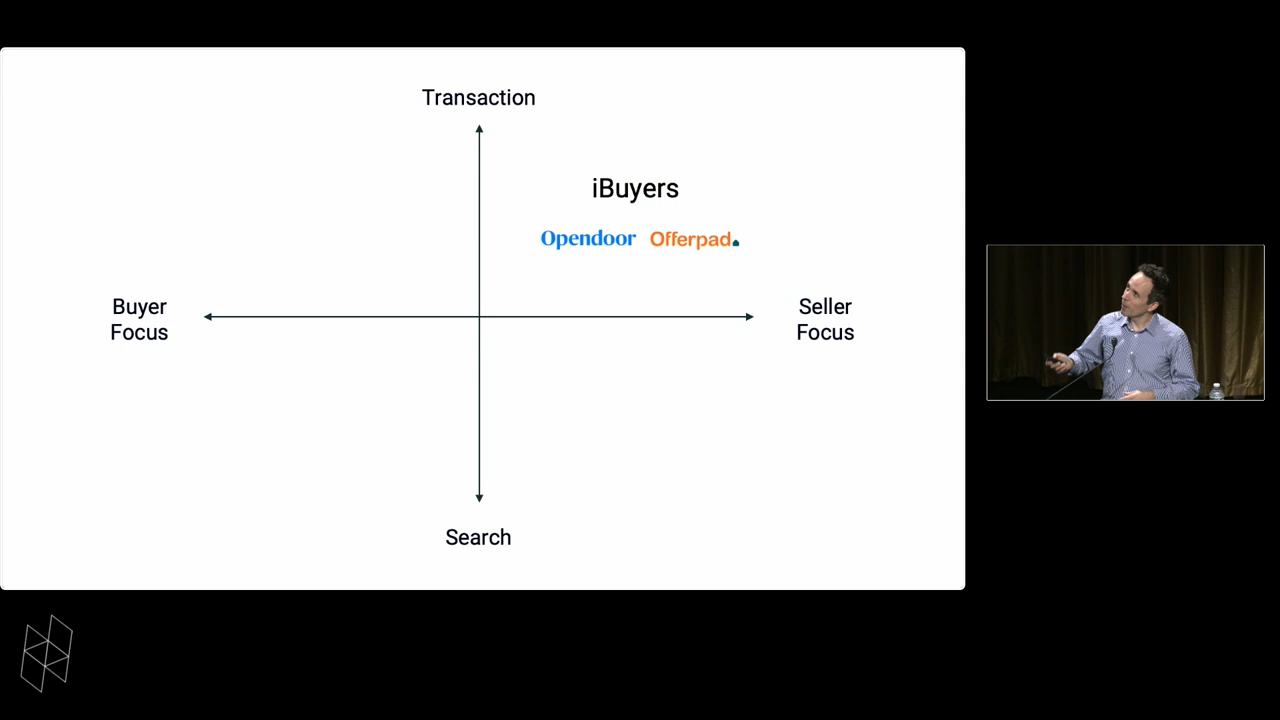 Transaction
iBuyers
Opendoor Offerpad.
Buyer
Focus
Seller
Focus
Search